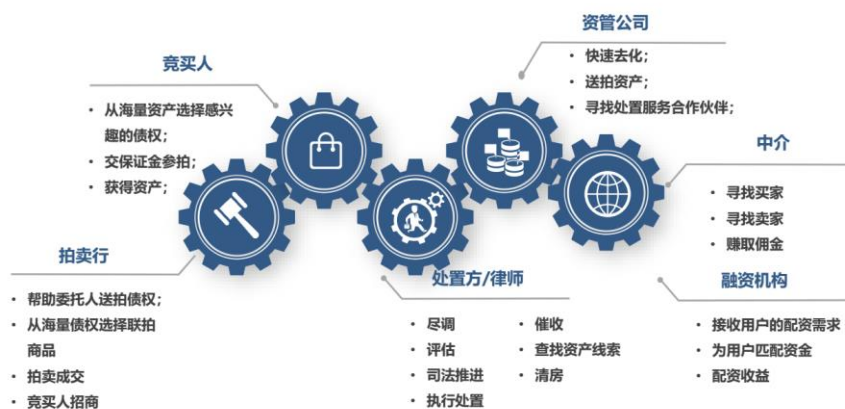 资管公司
• 快速去化；
• 送拍资产；
• 寻找处置服务合作伙伴；
竞买人
• 从海量资产选择感兴
趣的债权；
• 交保证金参拍；
• 获得资产；
中介
• 寻找买家
• 寻找卖家
• 赚取佣金
拍卖行
• 帮助委托人送拍债权；
• 从海量债权选择联拍
商品
• 拍卖成交
• 竞买人招商
处置方/律师
• 尽调
• 评估
• 司法推进
• 执行处置
• 催收
• 查找资产线索
• 清房
融资机构
• 接收用户的配资需求
• 为用户匹配资金
• 配资收益